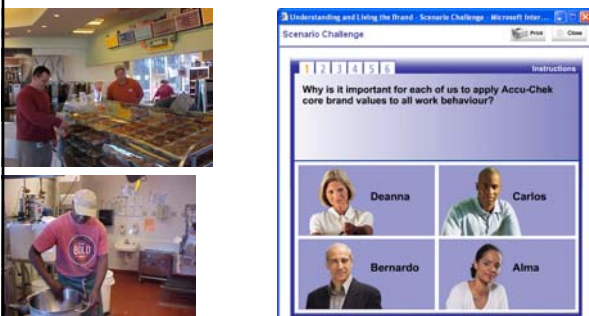 BOLD
Understanding and Living the Brand - Scenario Challenge - Microsoft Inter...
Scenario Challenge
Print
Close
1 2 3 4 5 6
Instructions
Why is it important for each of us to apply Accu-Chek
core brand values to all work behaviour?
Deanna
Carlos
Bernardo
Alma